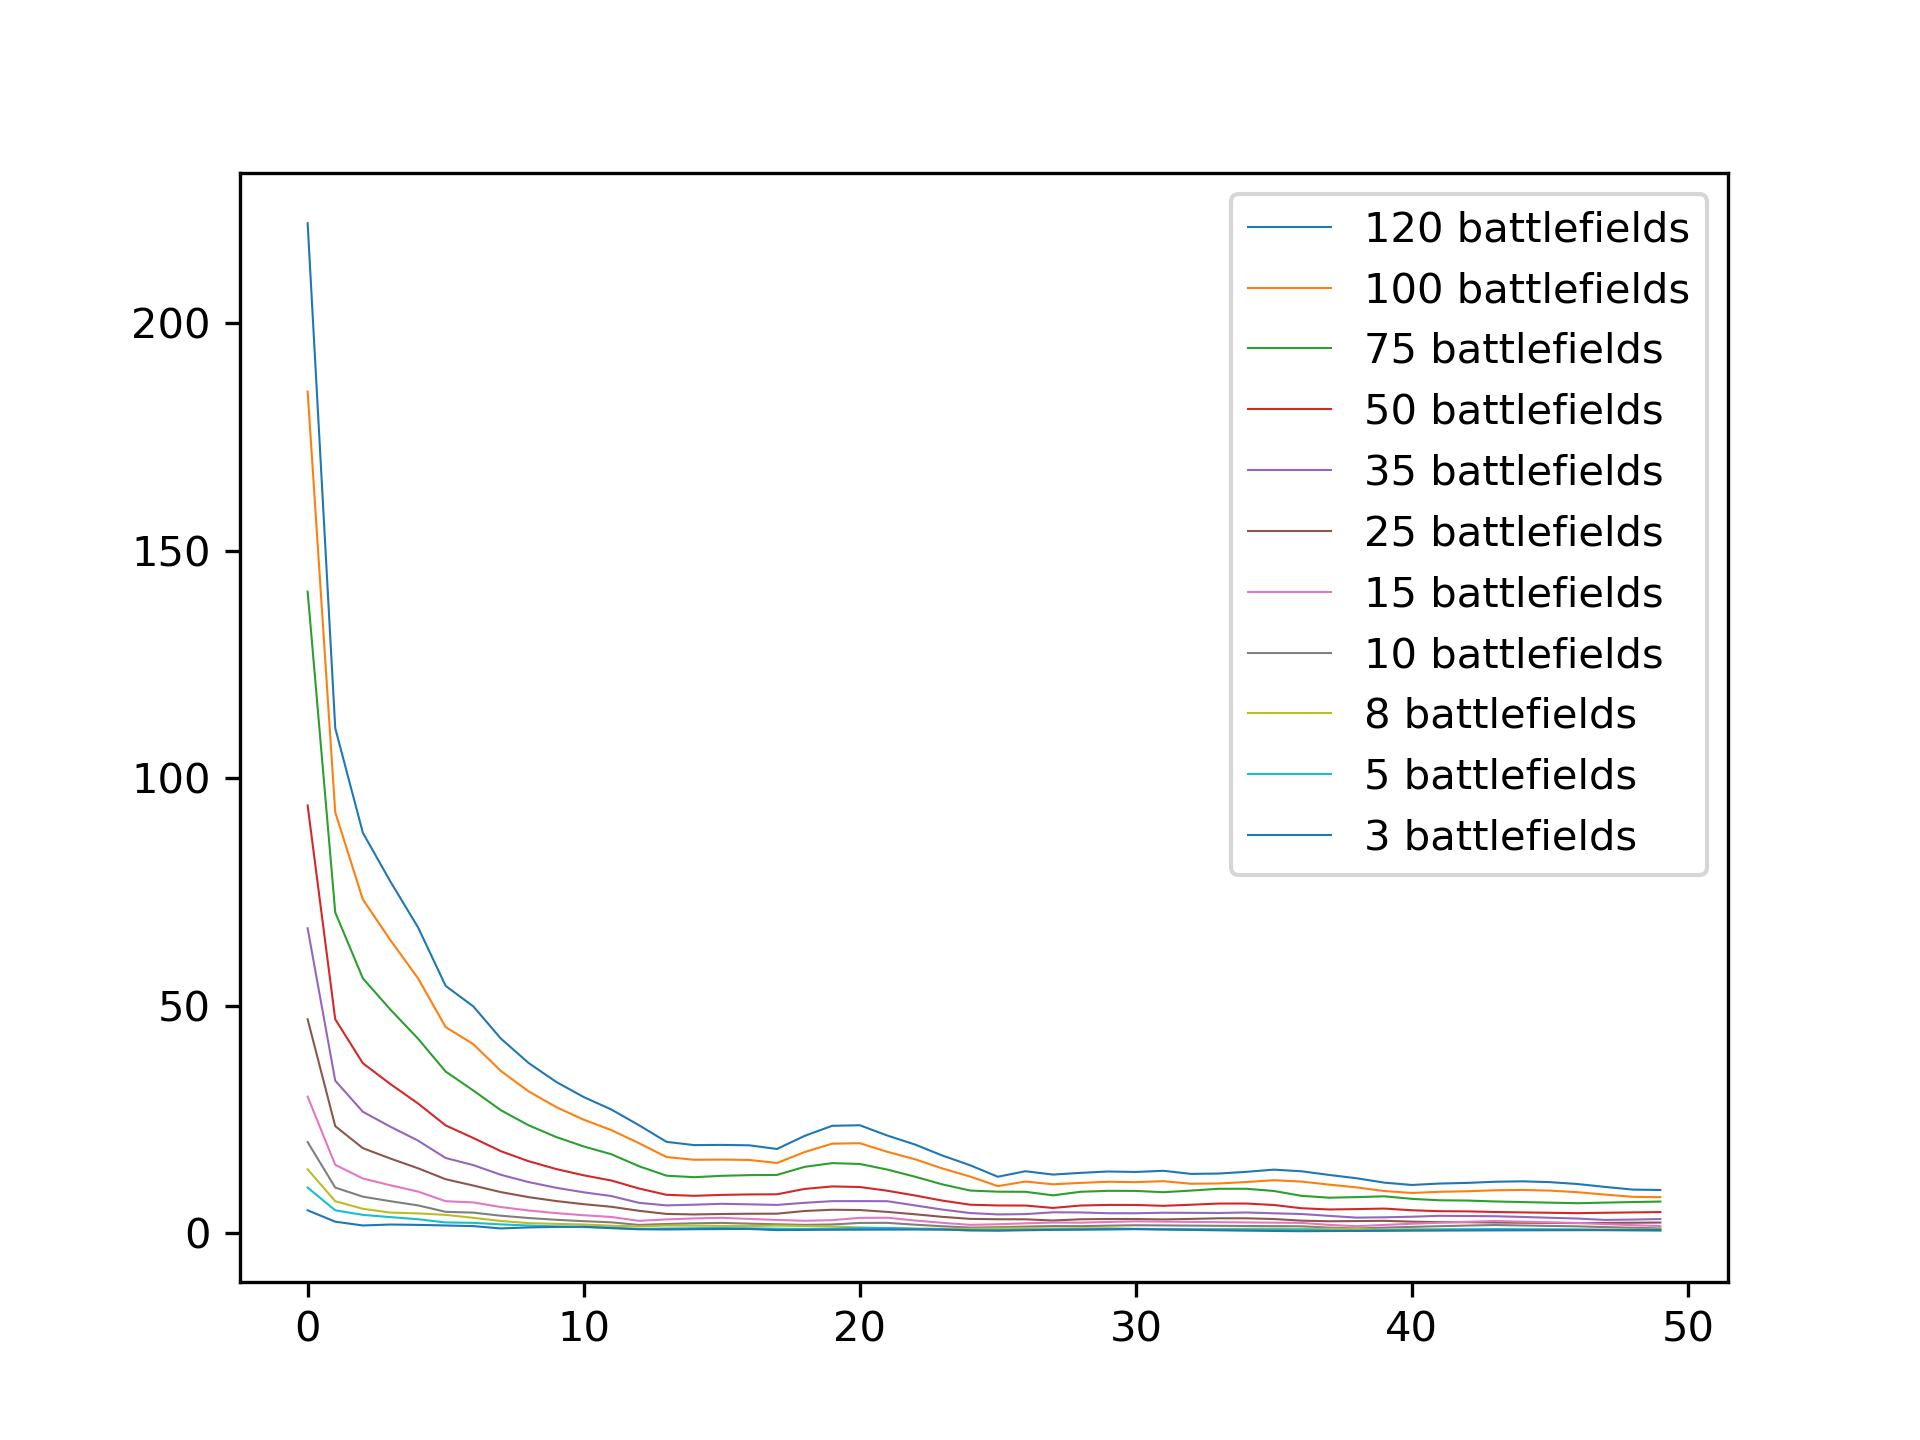 120 battlefields
100 battlefields
75 battlefields
50 battlefields
35 battlefields
25 battlefields
15 battlefields
10 battlefields
8 battlefields
5 battlefields
3 battlefields
200
150
100
50
0
0 10 20 30 40 50